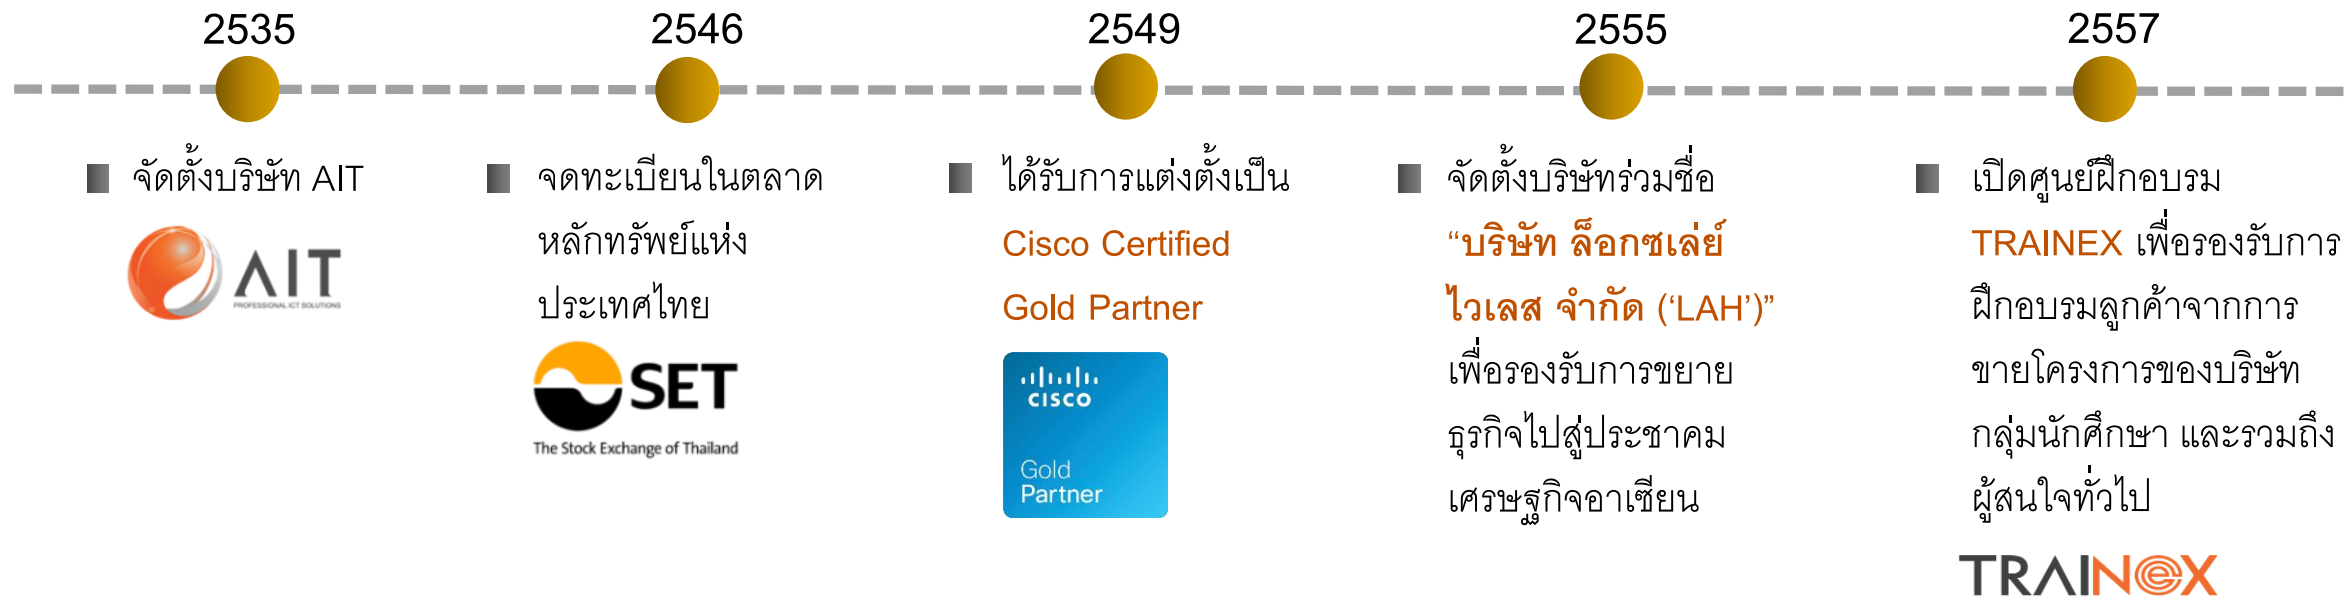 2535
จัดตั้งบริษัท AIT
AIT
PROFESSIONAL ICT SOLUTIONS
2546
จดทะเบียนในตลาด
หลักทรัพย์แห่ง
ประเทศไทย
SET
The Stock Exchange of Thailand
2549
ได้รับการแต่งตั้งเป็น
Cisco Certified
Gold Partner
CISCO
Gold
Partner
2555
จัดตั้งบริษัทร่วมชื่อ
“บริษัท ล็อกซเล่ย์
ไวเลส จำกัด (‘LAH’)”
เพื่อรองรับการขยาย
ธุรกิจไปสู่ประชาคม
เศรษฐกิจอาเซียน
2557
เปิดศูนย์ฝึกอบรม
TRAINEX เพื่อรองรับการ
ฝึกอบรมลูกค้าจากการ
ขายโครงการของบริษัท
กลุ่มนักศึกษา และรวมถึง
ผู้สนใจทั่วไป
TRAINEX